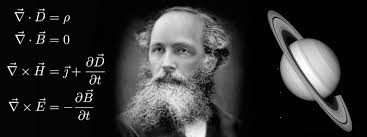 ∇⃗ · D⃗ = ρ
∇⃗ · B⃗ = 0
∇⃗ × H⃗ = ȷ⃗ + ∂D⃗/∂t
∇⃗ × E⃗ = −∂B⃗/∂t